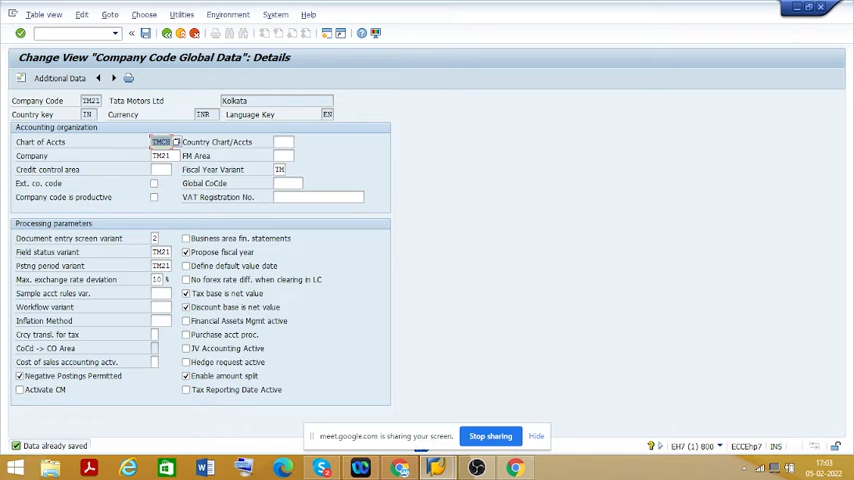 Table view Edit Goto Choose Utilities Environment System Help
Change View "Company Code Global Data": Details
Additional Data
Company Code TM21 Tata Motors Ltd Kolkata
Country key IN Currency INR Language Key EN
Accounting organization
Chart of Accts TMCH Country Chart/Accts
Company TM21 FM Area
Credit control area Fiscal Year Variant TM
Ext. co. code Global CoCde
Company code is productive VAT Registration No.
Processing parameters
Document entry screen variant 2 Business area fin. statements
Field status variant TM21 Propose fiscal year
Pstng period variant TM21 Define default value date
Max. exchange rate deviation 10 % No forex rate diff. when clearing in LC
Sample acct rules var. Tax base is net value
Workflow variant Discount base is net value
Inflation Method Financial Assets Mgmt active
Crcy transl. for tax Purchase acct proc.
CoCd -> CO Area JV Accounting Active
Cost of sales accounting actv. Hedge request active
Negative Postings Permitted Enable amount split
Activate CM Tax Reporting Date Active
meet.google.com is sharing your screen. Stop sharing Hide
Data already saved EH7 (1) 800 ECCEhp7 INS
17:03
05-02-2022